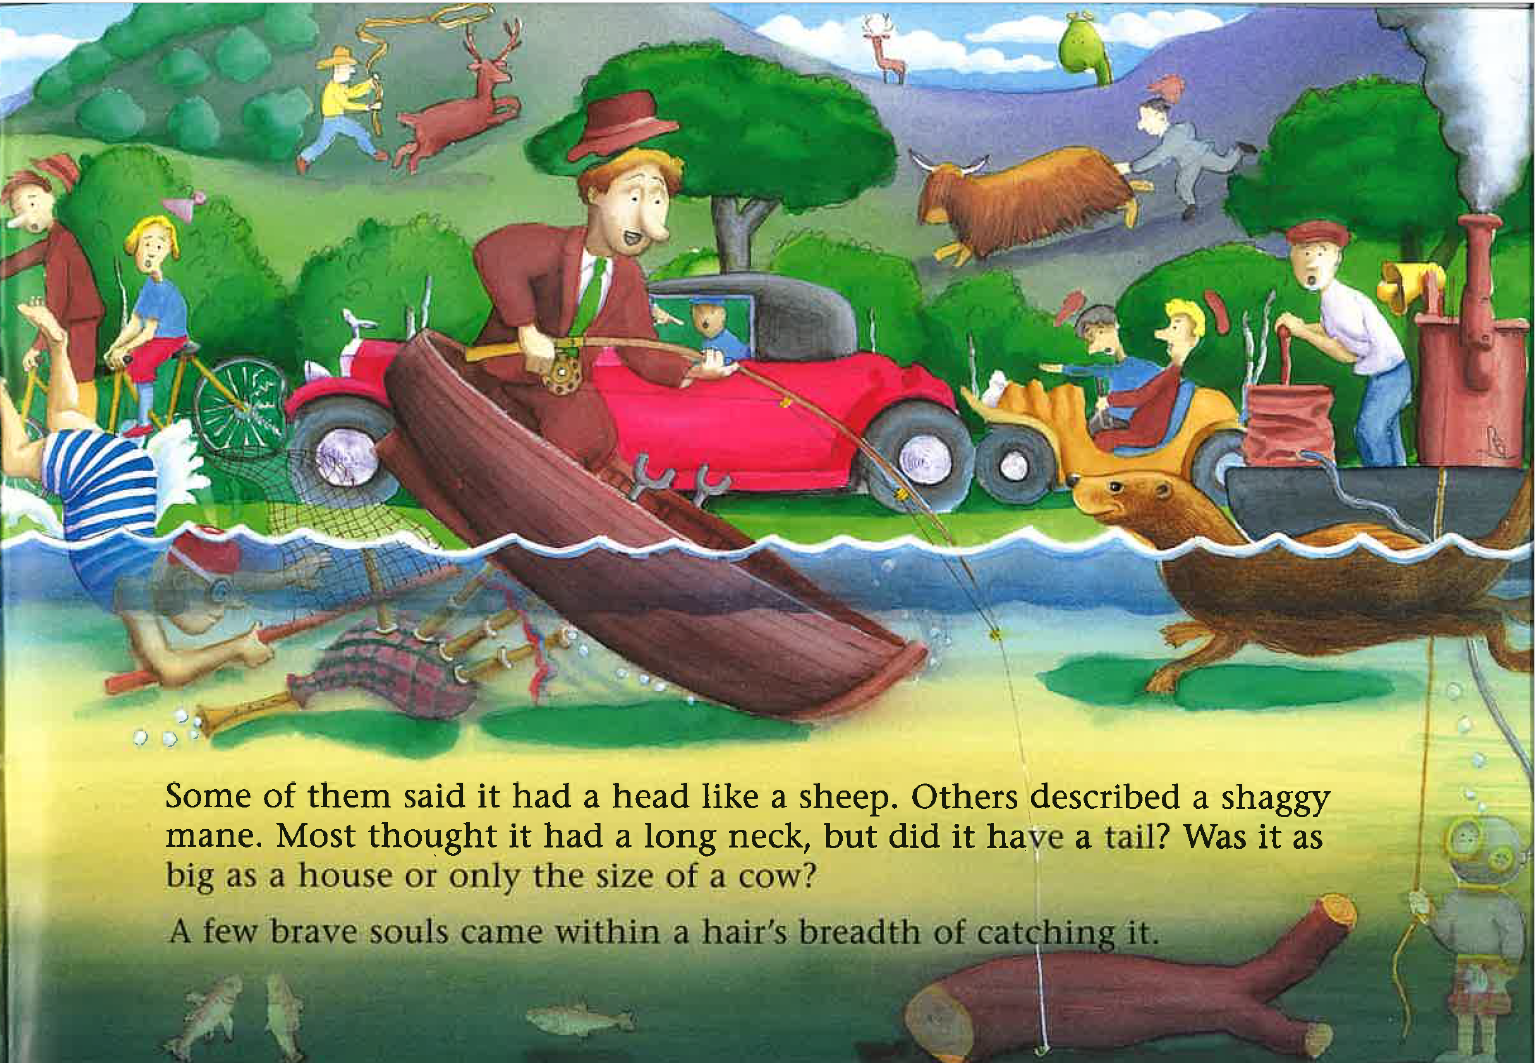 Some of them said it had a head like a sheep. Others described a shaggy
mane. Most thought it had a long neck, but did it have a tail? Was it as
big as a house or only the size of a cow?
A few brave souls came within a hair's breadth of catching it.